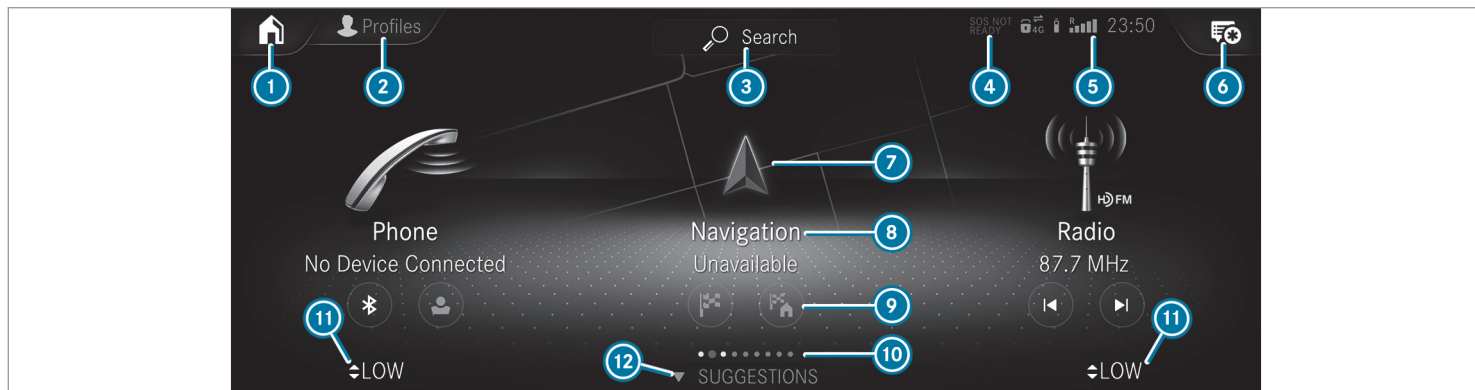 Profiles
Search
SOS NOT
READY
4G
R
23:50
1
2
3
4
5
6
7
HD FM
Phone
Navigation
8
Radio
No Device Connected
Unavailable
87.7 MHz
9
11
11
10
12
LOW
SUGGESTIONS
LOW